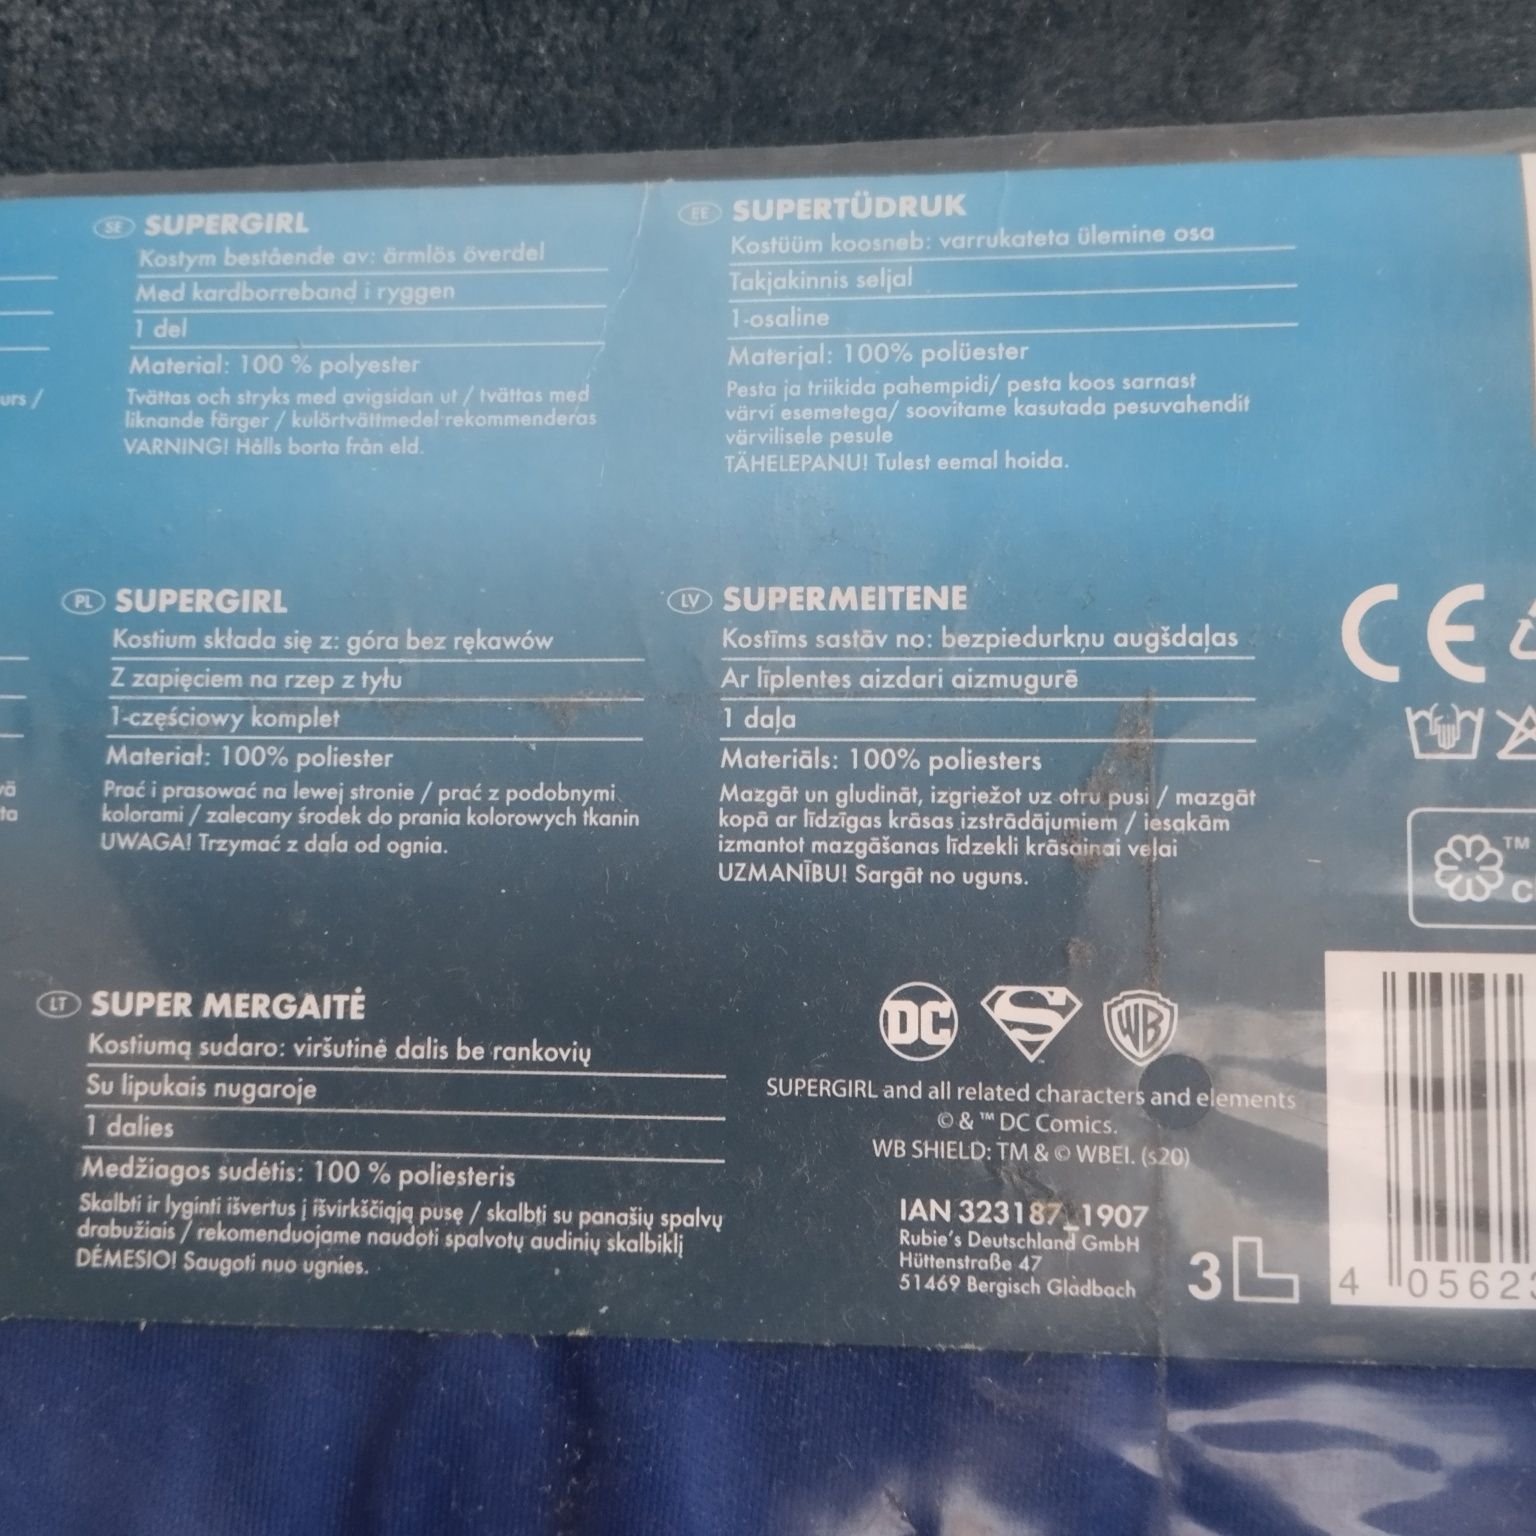 SE SUPERGIRL
Kostym bestående av: ärmlös överdel
Med kardborreband i ryggen
1 del
Material: 100 % polyester
Tvättas och stryks med avigsidan ut / tvättas med
liknande färger / kulörtvättmedel rekommenderas
VARNING! Hålls borta från eld.
EE SUPERTÜDRUK
Kostüüm koosneb: varrukateta ülemine osa
Takjakinnis seljal
1-osaline
Materjal: 100% polüester
Pesta ja triikida pahempidi/ pesta koos sarnast
värvi esemetega/ soovitame kasutada pesuvahendit
värvilisele pesule
TÄHELEPANU! Tulest eemal hoida.
urs /
PL SUPERGIRL
Kostium składa się z: góra bez rękawów
Z zapięciem na rzep z tyłu
1-częściowy komplet
Materiał: 100% poliester
Prać i prasować na lewej stronie / prać z podobnymi
kolorami / zalecany środek do prania kolorowych tkanin
UWAGA! Trzymać z dala od ognia.
LV SUPERMEITENE
Kostīms sastāv no: bezpiedurkņu augšdaļas
Ar līplentes aizdari aizmugurē
1 daļa
Materiāls: 100% poliesters
Mazgāt un gludināt, izgriežot uz otru pusi / mazgāt
kopā ar līdzīgas krāsas izstrādājumiem / iesakām
izmantot mazgāšanas līdzekli krāsainai veļai
UZMANĪBU! Sargāt no uguns.
CE
TM
LT SUPER MERGAITĖ
Kostiumą sudaro: viršutinė dalis be rankovių
Su lipukais nugaroje
1 dalies
Medžiagos sudėtis: 100 % poliesteris
Skalbti ir lyginti išvertus į išvirkščiąją pusę / skalbti su panašių spalvų
drabužiais / rekomenduojame naudoti spalvotų audinių skalbiklį
DĖMESIO! Saugoti nuo ugnies.
DC S WB
SUPERGIRL and all related characters and elements
© & ™ DC Comics.
WB SHIELD: TM & © WBEI. (s20)
IAN 323187_1907
Rubie's Deutschland GmbH
Hüttenstraße 47
51469 Bergisch Gladbach
3L
4 05623